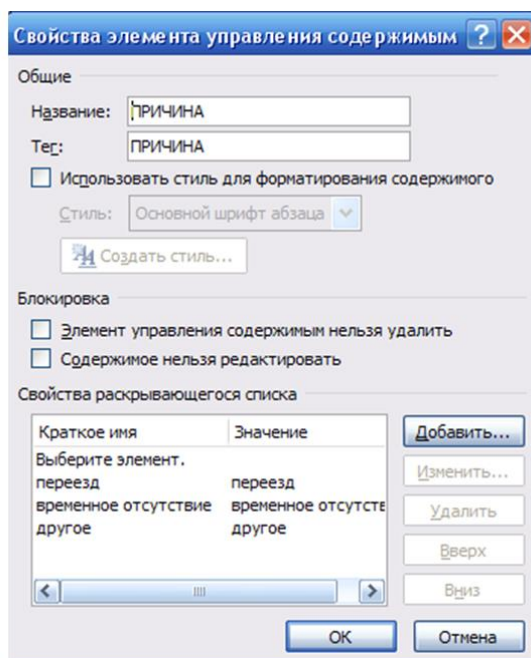 Свойства элемента управления содержимым
Общие
Название: ПРИЧИНА
Тег: ПРИЧИНА
Использовать стиль для форматирования содержимого
Стиль: Основной шрифт абзаца
Создать стиль...
Блокировка
Элемент управления содержимым нельзя удалить
Содержимое нельзя редактировать
Свойства раскрывающегося списка
Краткое имя Значение Добавить...
Выберите элемент.
переезд переезд Изменить...
временное отсутствие временное отсутств Удалить
другое другое
Вверх
Вниз
ОК Отмена